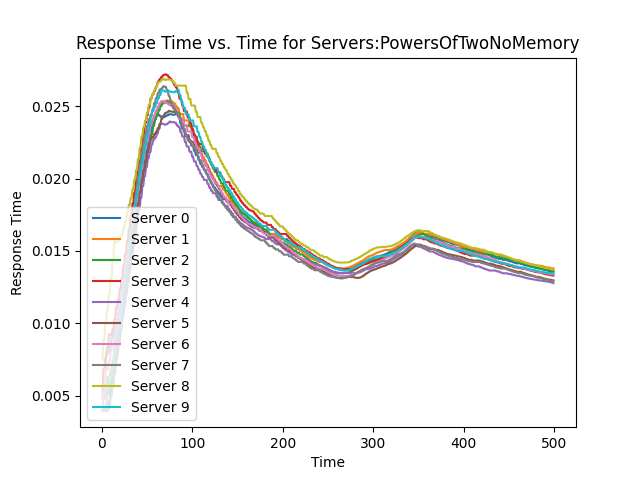 Response Time vs. Time for Servers:PowersOfTwoNoMemory
Response Time
0.025
0.020
0.015
0.010
0.005
Server 0
Server 1
Server 2
Server 3
Server 4
Server 5
Server 6
Server 7
Server 8
Server 9
0 100 200 300 400 500
Time